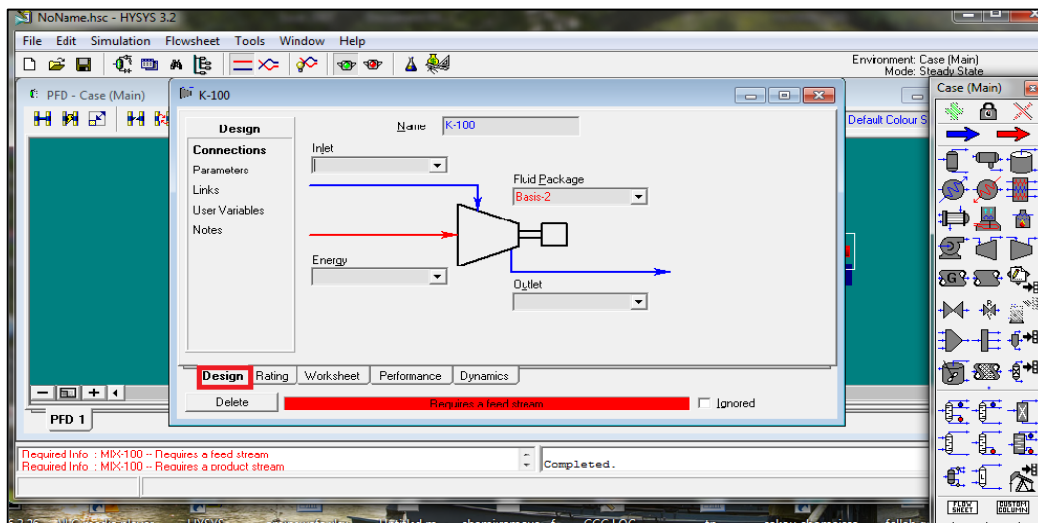 NoName.hsc - HYSYS 3.2
File Edit Simulation Flowsheet Tools Window Help
Environment: Case (Main)
Mode: Steady State
PFD - Case (Main)
K-100
Case (Main)
Default Colour S
Design
Connections
Parameters
Links
User Variables
Notes
Name K-100
Inlet
Fluid Package
Basis-2
Energy
Outlet
Design Rating Worksheet Performance Dynamics
Delete
Requires a feed stream
Ignored
PFD 1
Required Info : MIX-100 -- Requires a feed stream
Required Info : MIX-100 -- Requires a product stream
Completed.
FLOW
SHEET
CUSTOM
COLUMN